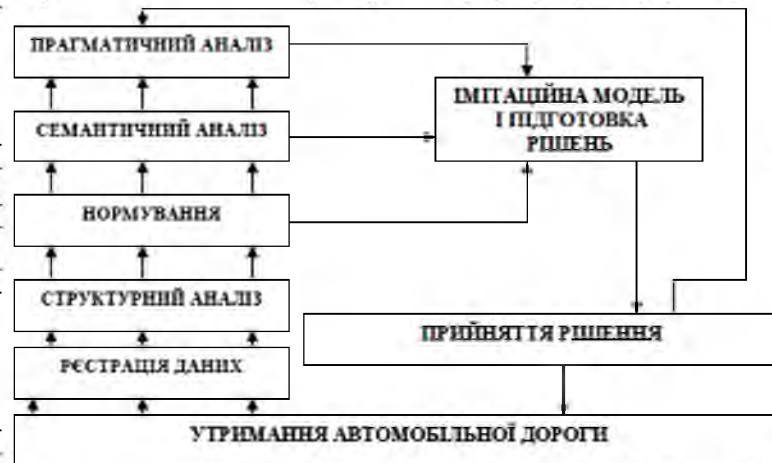 ПРАГМАТИЧНИЙ АНАЛІЗ
ІМІТАЦІЙНА МОДЕЛЬ
І ПІДГОТОВКА
РІШЕНЬ
СЕМАНТИЧНИЙ АНАЛІЗ
НОРМУВАННЯ
СТРУКТУРНИЙ АНАЛІЗ
ПРИЙНЯТТЯ РІШЕННЯ
РЄСТРАЦІЯ ДАНИХ
УТРИМАННЯ АВТОМОБІЛЬНОЇ ДОРОГИ